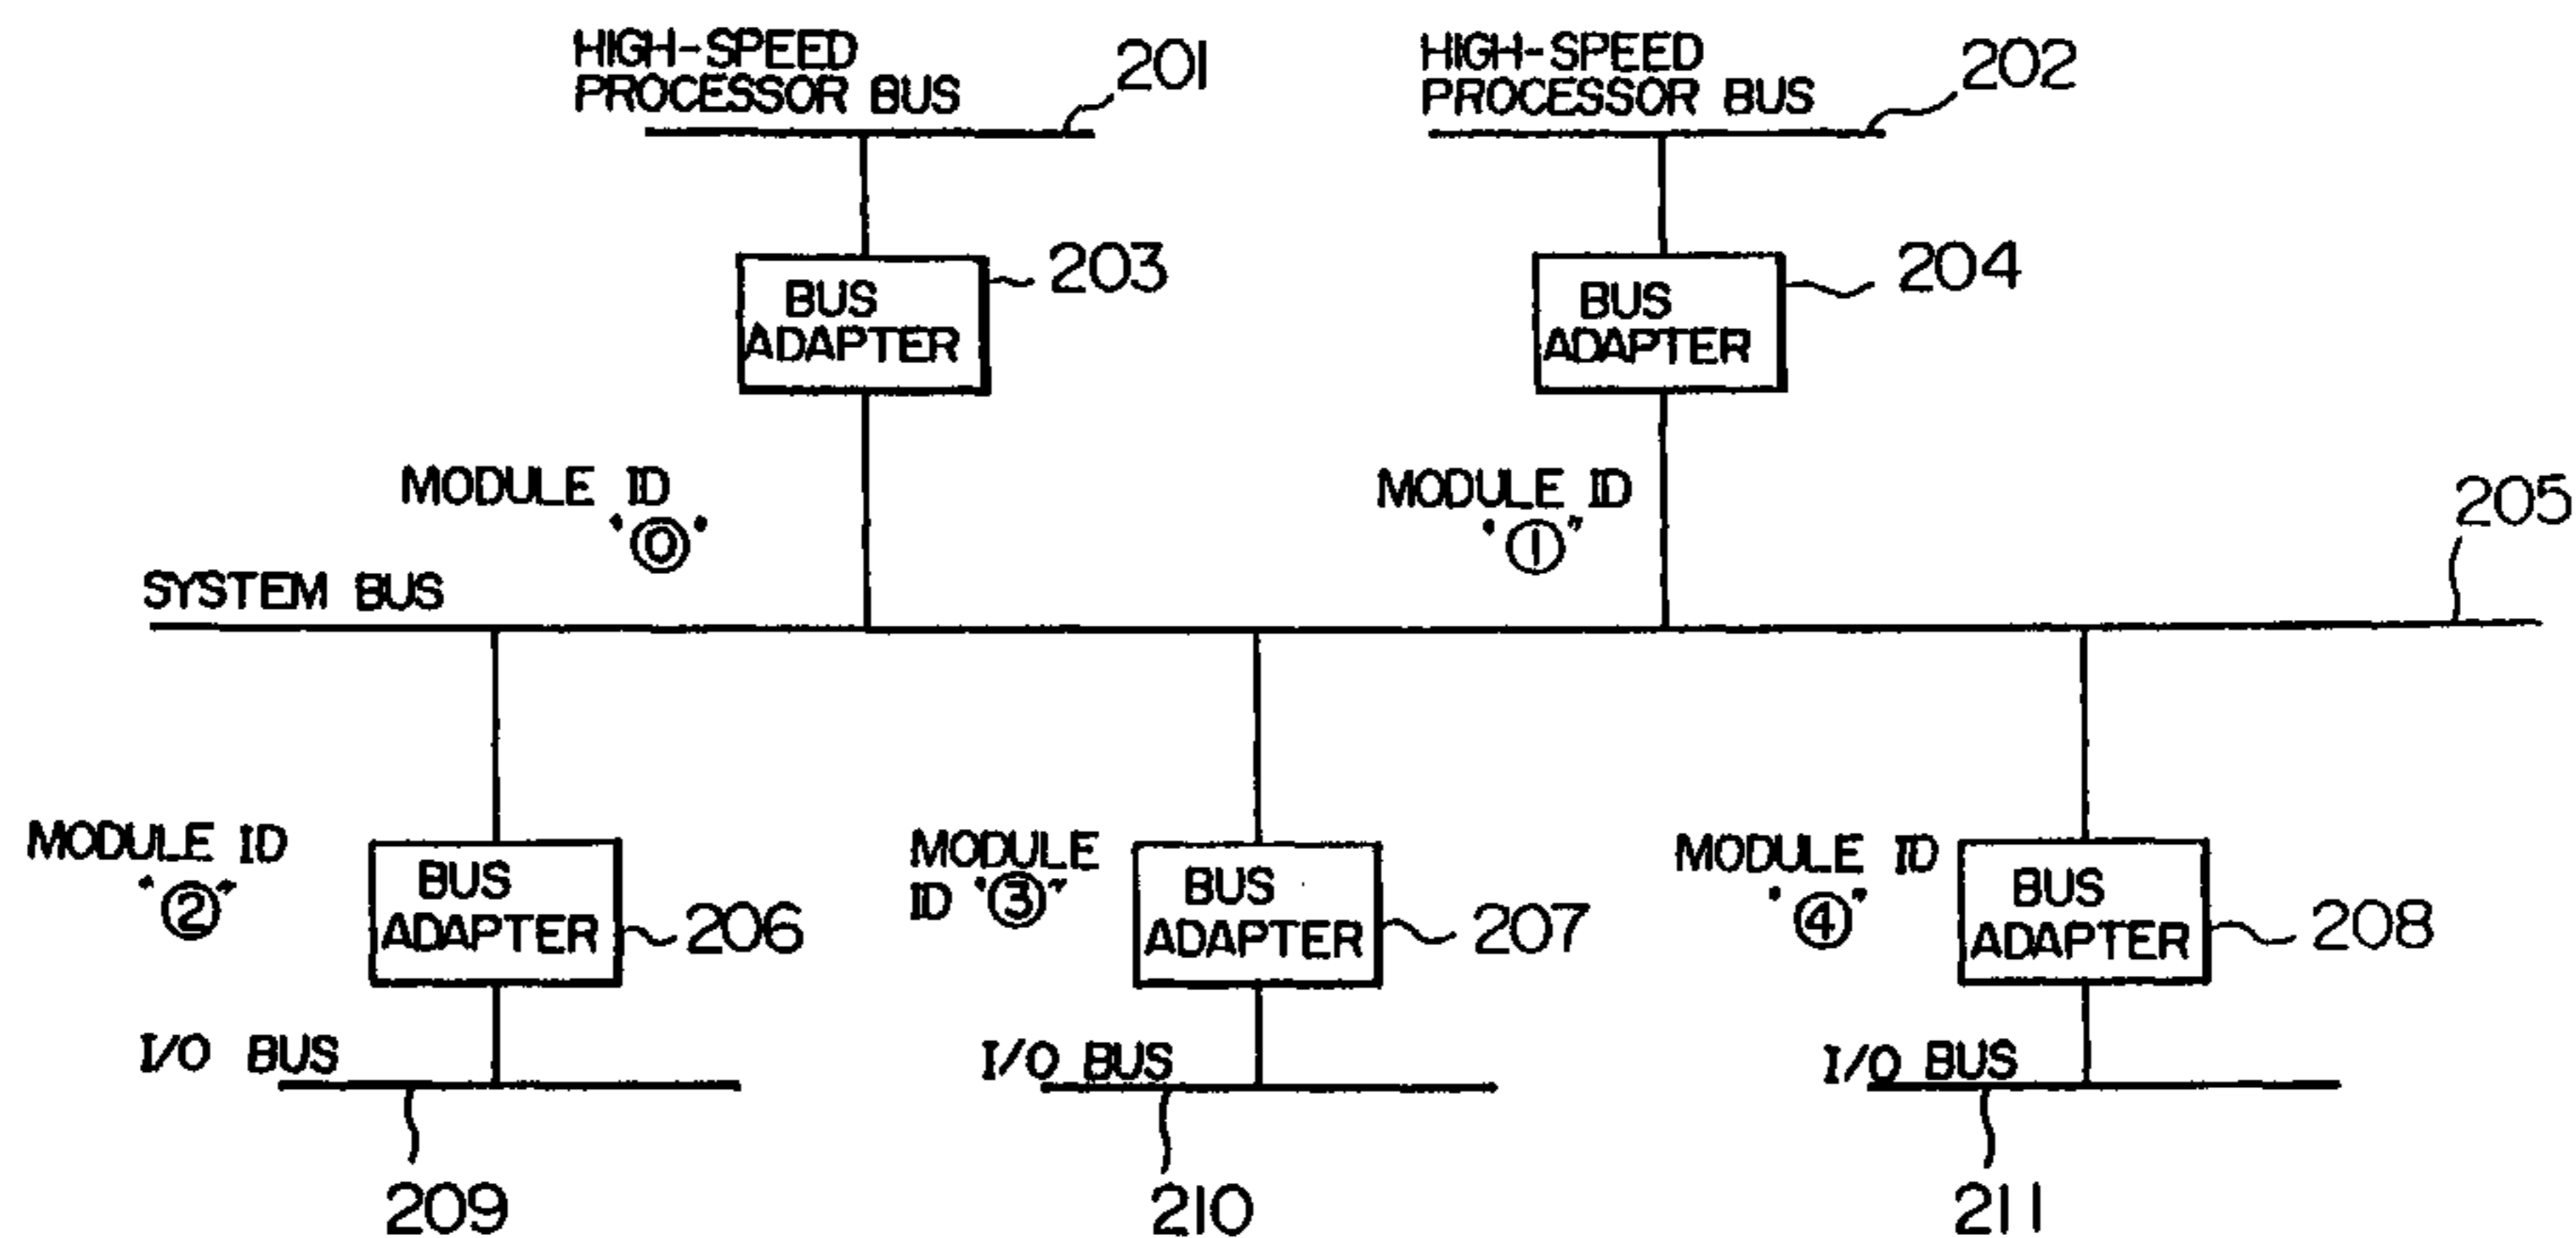 HIGH-SPEED
PROCESSOR BUS
201
HIGH-SPEED
PROCESSOR BUS
202
BUS
ADAPTER
203
BUS
ADAPTER
204
MODULE ID
"⓪"
MODULE ID
"①"
205
SYSTEM BUS
MODULE ID
"②"
BUS
ADAPTER
206
MODULE
ID "③"
BUS
ADAPTER
207
MODULE ID
"④"
BUS
ADAPTER
208
I/O BUS
I/O BUS
I/O BUS
209
210
211